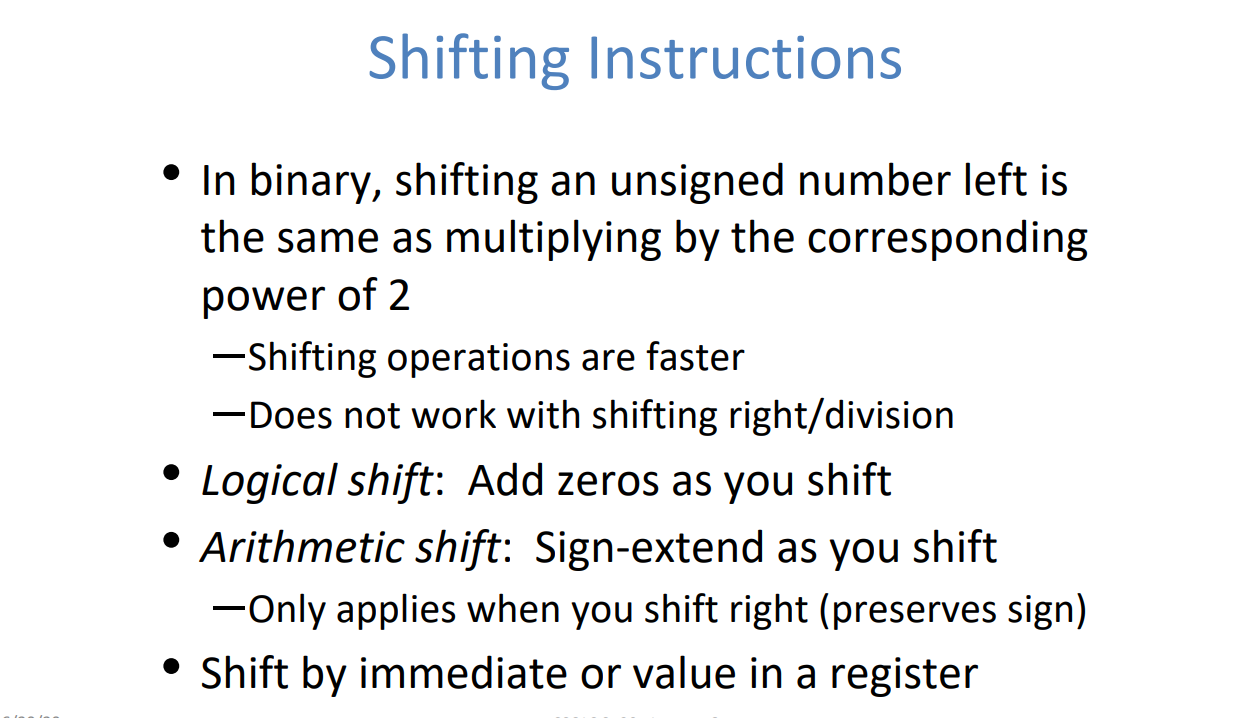 Shifting Instructions
• In binary, shifting an unsigned number left is
the same as multiplying by the corresponding
power of 2
—Shifting operations are faster
—Does not work with shifting right/division
• Logical shift: Add zeros as you shift
• Arithmetic shift: Sign-extend as you shift
—Only applies when you shift right (preserves sign)
• Shift by immediate or value in a register